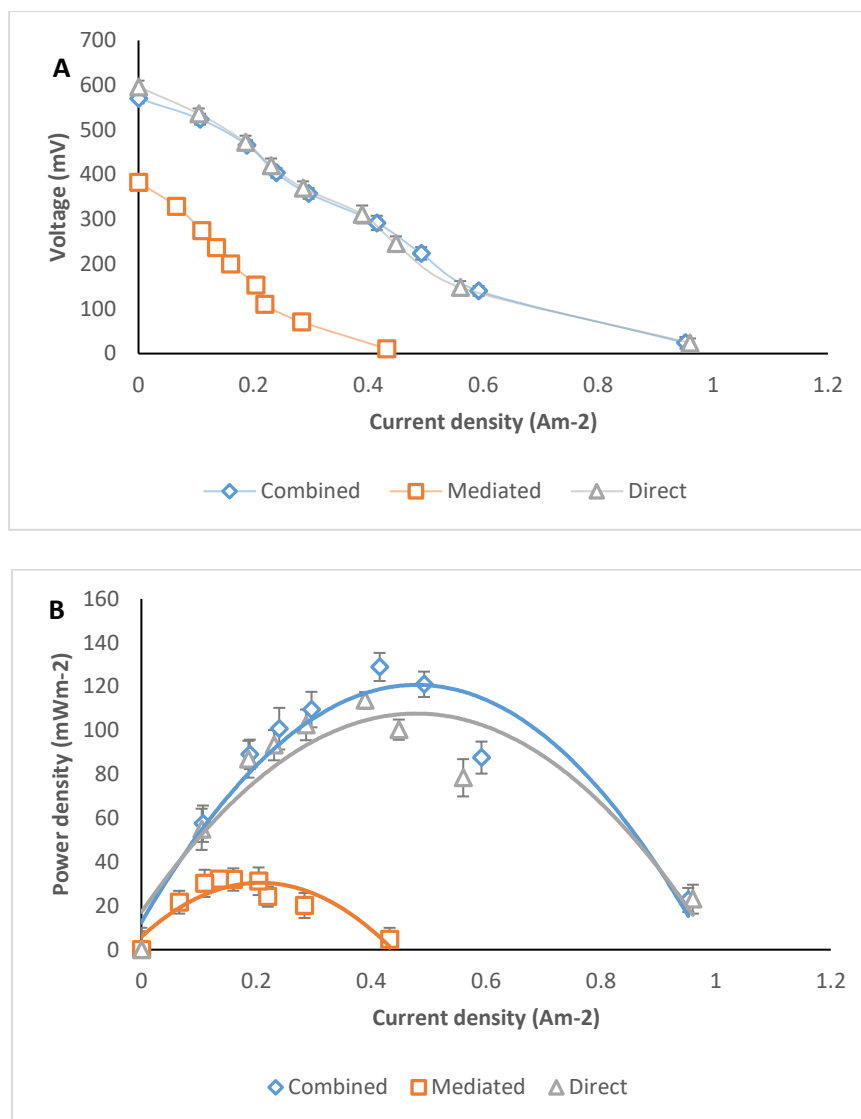 A
Voltage (mV)
700
600
500
400
300
200
100
0
0 0.2 0.4 0.6 0.8 1 1.2
Current density (Am-2)
Combined Mediated Direct
B
Power density (mWm-2)
160
140
120
100
80
60
40
20
0
0 0.2 0.4 0.6 0.8 1 1.2
Current density (Am-2)
Combined Mediated Direct